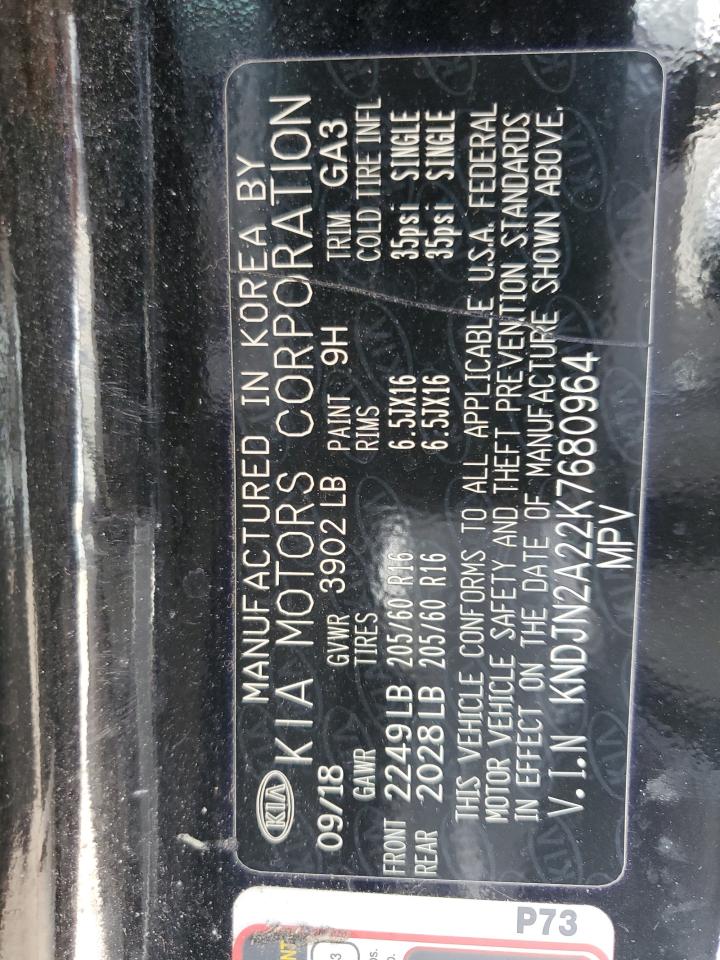 KIA
MANUFACTURED IN KOREA BY
KIA MOTORS CORPORATION
09/18 GVWR 3902 LB PAINT 9H TRIM GA3
GAWR TIRES RIMS COLD TIRE INFL
FRONT 2249 LB 205/60 R16 6.5JX16 35psi SINGLE
REAR 2028 LB 205/60 R16 6.5JX16 35psi SINGLE
THIS VEHICLE CONFORMS TO ALL APPLICABLE U.S.A. FEDERAL
MOTOR VEHICLE SAFETY AND THEFT PREVENTION STANDARDS
IN EFFECT ON THE DATE OF MANUFACTURE SHOWN ABOVE.
V.I.N KNDJN2A22K7680964
MPV
P73
3